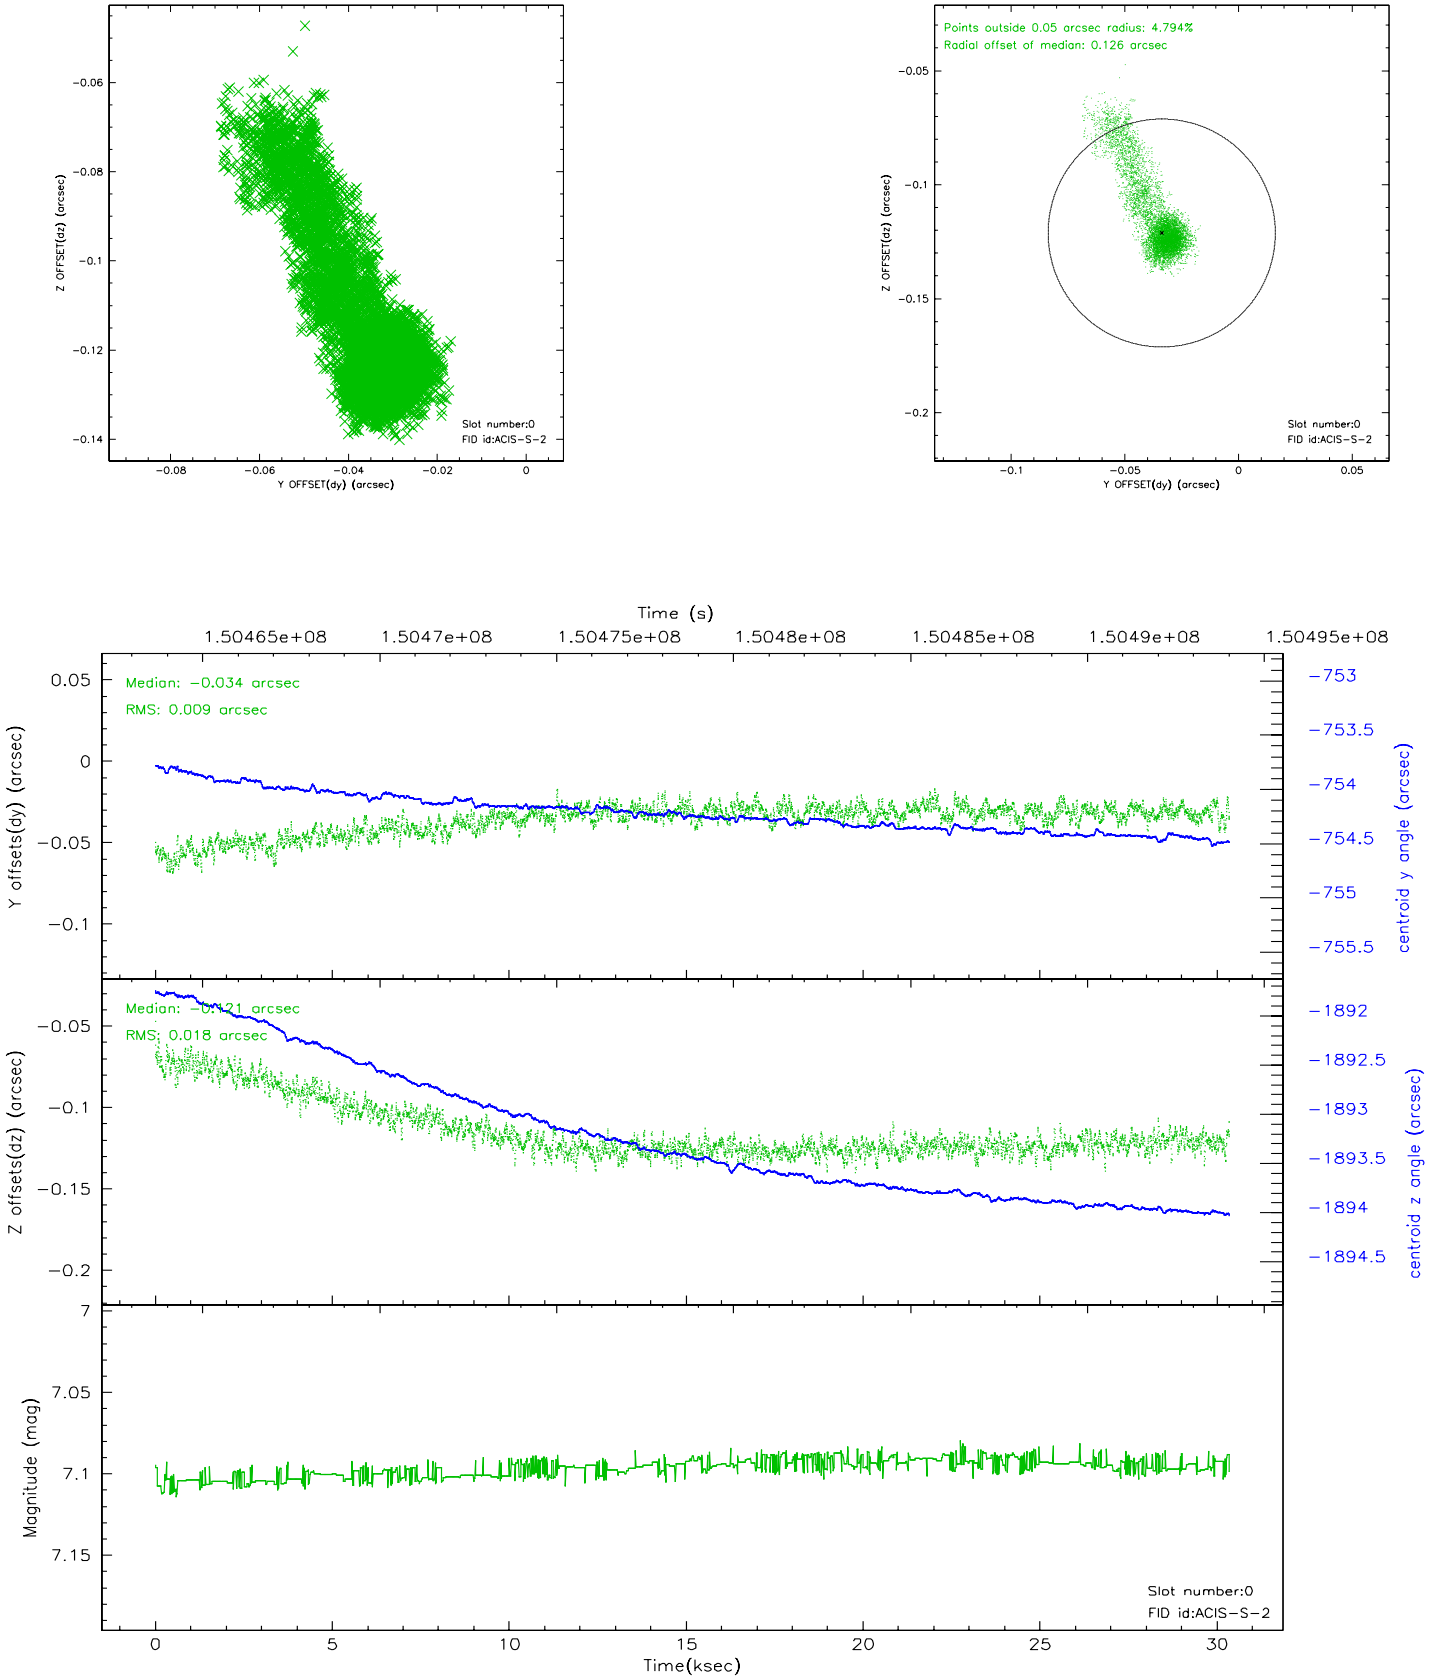 -0.06
-0.08
-0.1
-0.12
-0.14
Z OFFSET(dz) (arcsec)
Slot number:0
FID id:ACIS-S-2
-0.08 -0.06 -0.04 -0.02 0
Y OFFSET(dy) (arcsec)
Points outside 0.05 arcsec radius: 4.794%
Radial offset of median: 0.126 arcsec
-0.05
-0.1
-0.15
-0.2
Z OFFSET(dz) (arcsec)
Slot number:0
FID id:ACIS-S-2
-0.1 -0.05 0 0.05
Y OFFSET(dy) (arcsec)
Time (s)
1.50465e+08 1.5047e+08 1.50475e+08 1.5048e+08 1.50485e+08 1.5049e+08 1.50495e+08
Median: -0.034 arcsec
RMS: 0.009 arcsec
0.05
0
-0.05
-0.1
Y offsets(dy) (arcsec)
-753
-753.5
-754
-754.5
-755
-755.5
centroid y angle (arcsec)
Median: -0.121 arcsec
RMS: 0.018 arcsec
-0.05
-0.1
-0.15
-0.2
Z offsets(dz) (arcsec)
-1892
-1892.5
-1893
-1893.5
-1894
-1894.5
centroid z angle (arcsec)
7
7.05
7.1
7.15
Magnitude (mag)
Slot number:0
FID id:ACIS-S-2
0 5 10 15 20 25 30
Time(ksec)